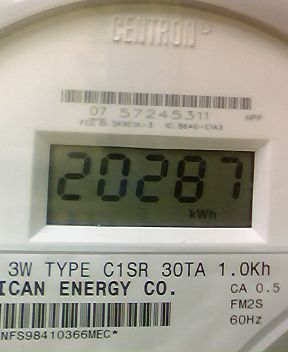 CENTRON®
07 57245311
HPP
20287
kWh
3W TYPE C1SR 30TA 1.0Kh
ICAN ENERGY CO.
CA 0.5
FM2S
60Hz
NFS98410366MEC*